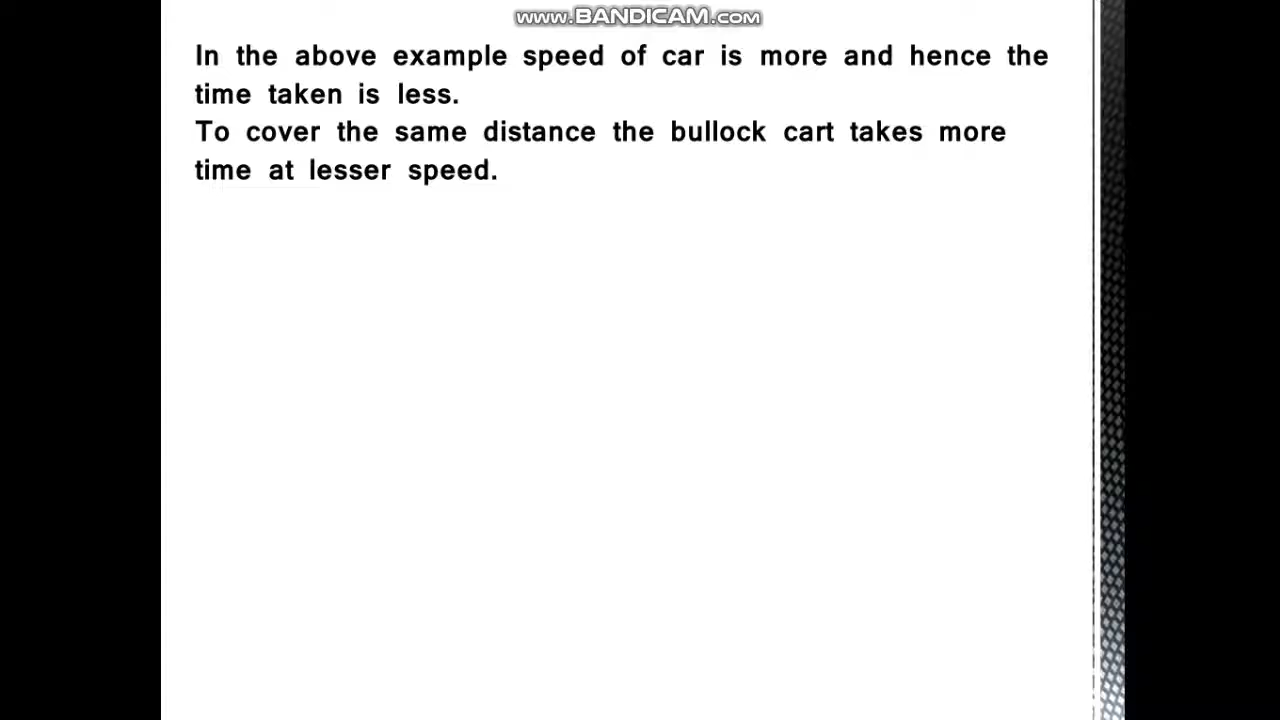 www.BANDICAM.com
In the above example speed of car is more and hence the
time taken is less.
To cover the same distance the bullock cart takes more
time at lesser speed.